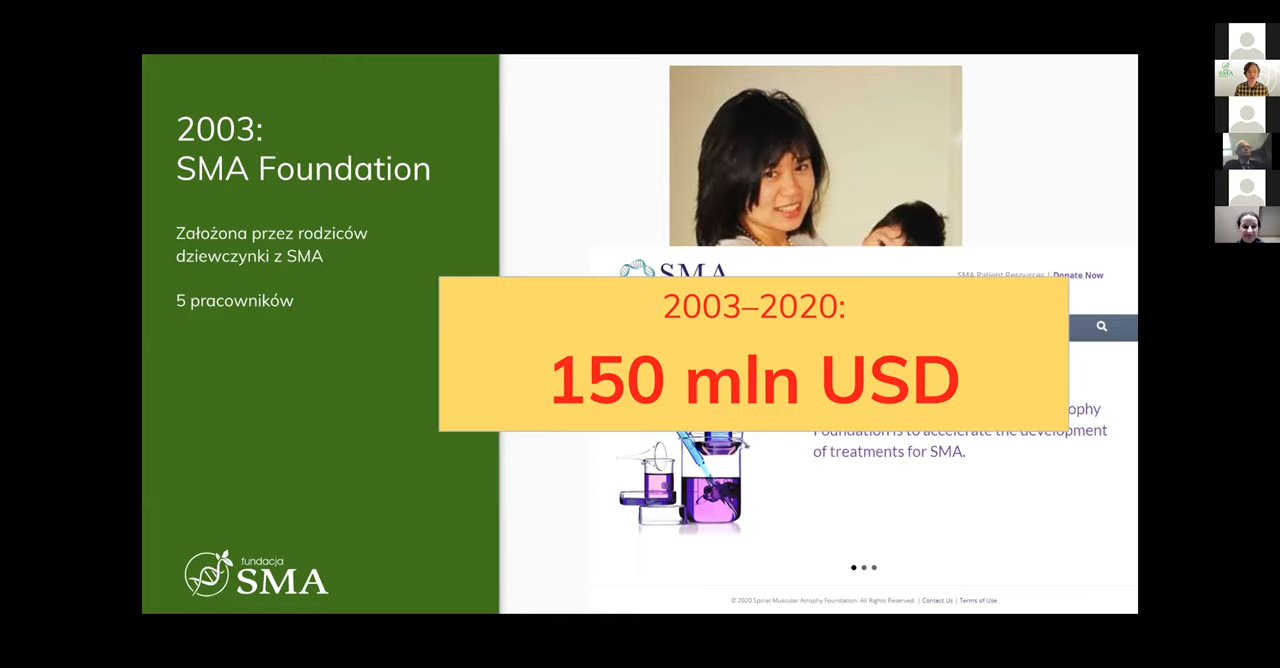 2003:
SMA Foundation
Założona przez rodziców
dziewczynki z SMA
5 pracowników
fundacja
SMA
SMA
SMA Patient Resources | Donate Now
2003–2020:
150 mln USD
ophy
Foundation is to accelerate the development
of treatments for SMA.
© 2020 Spinal Muscular Atrophy Foundation. All Rights Reserved. | Contact Us | Terms of Use
SMA